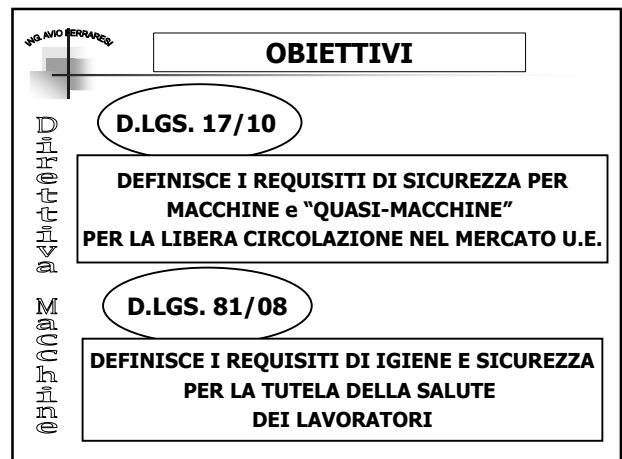 ING. AVIO FERRARESI
OBIETTIVI
Direttiva Macchine
D.LGS. 17/10
DEFINISCE I REQUISITI DI SICUREZZA PER
MACCHINE e “QUASI-MACCHINE”
PER LA LIBERA CIRCOLAZIONE NEL MERCATO U.E.
D.LGS. 81/08
DEFINISCE I REQUISITI DI IGIENE E SICUREZZA
PER LA TUTELA DELLA SALUTE
DEI LAVORATORI